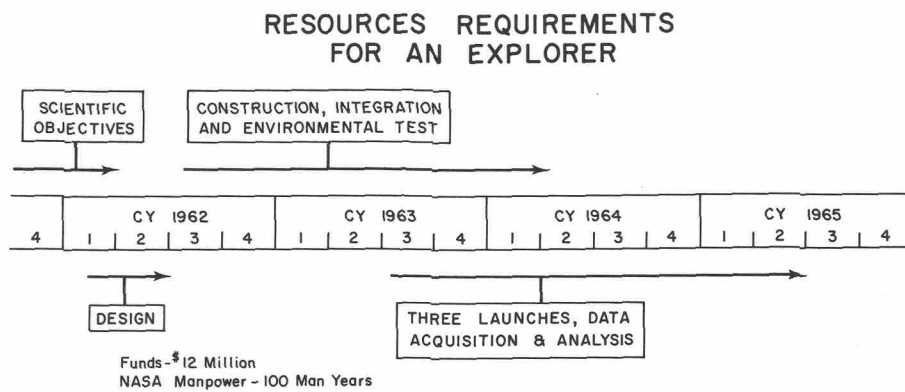 RESOURCES REQUIREMENTS
FOR AN EXPLORER
SCIENTIFIC
OBJECTIVES
CONSTRUCTION, INTEGRATION
AND ENVIRONMENTAL TEST
CY 1962 CY 1963 CY 1964 CY 1965
4 1 2 3 4 1 2 3 4 1 2 3 4 1 2 3 4
DESIGN
THREE LAUNCHES, DATA
ACQUISITION & ANALYSIS
Funds-$12 Million
NASA Manpower - 100 Man Years